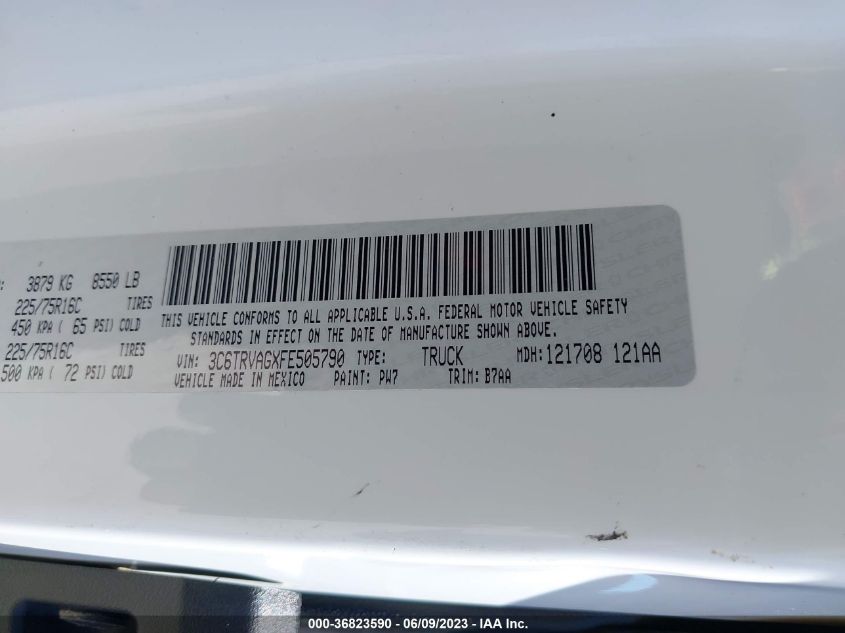 3879 KG 8550 LB
225/75R16C TIRES
450 KPA ( 65 PSI) COLD
225/75R16C TIRES
500 KPA ( 72 PSI) COLD
THIS VEHICLE CONFORMS TO ALL APPLICABLE U.S.A. FEDERAL MOTOR VEHICLE SAFETY
STANDARDS IN EFFECT ON THE DATE OF MANUFACTURE SHOWN ABOVE.
VIN: 3C6TRVAGXFE505790 TYPE: TRUCK MDH: 121708 121AA
VEHICLE MADE IN MEXICO PAINT: PW7 TRIM: B7AA
000-36823590 - 06/09/2023 - IAA Inc.